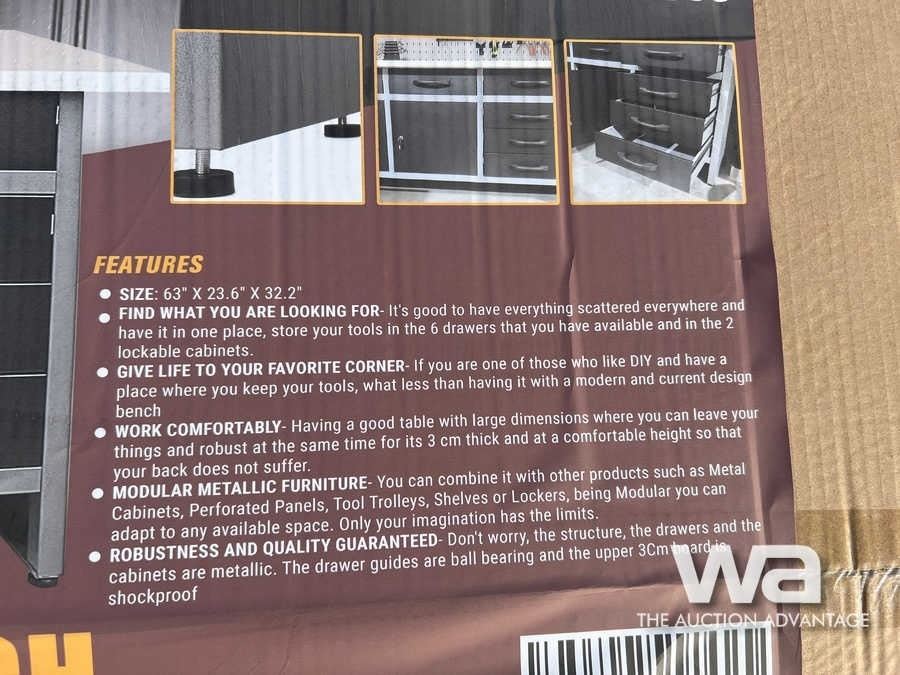 FEATURES
● SIZE: 63" X 23.6" X 32.2"
● FIND WHAT YOU ARE LOOKING FOR- It's good to have everything scattered everywhere and
have it in one place, store your tools in the 6 drawers that you have available and in the 2
lockable cabinets.
● GIVE LIFE TO YOUR FAVORITE CORNER- If you are one of those who like DIY and have a
place where you keep your tools, what less than having it with a modern and current design
bench
● WORK COMFORTABLY- Having a good table with large dimensions where you can leave your
things and robust at the same time for its 3 cm thick and at a comfortable height so that
your back does not suffer.
● MODULAR METALLIC FURNITURE- You can combine it with other products such as Metal
Cabinets, Perforated Panels, Tool Trolleys, Shelves or Lockers, being Modular you can
adapt to any available space. Only your imagination has the limits.
● ROBUSTNESS AND QUALITY GUARANTEED- Don't worry, the structure, the drawers and the
cabinets are metallic. The drawer guides are ball bearing and the upper 3Cm board is
shockproof
wa
THE AUCTION ADVANTAGE